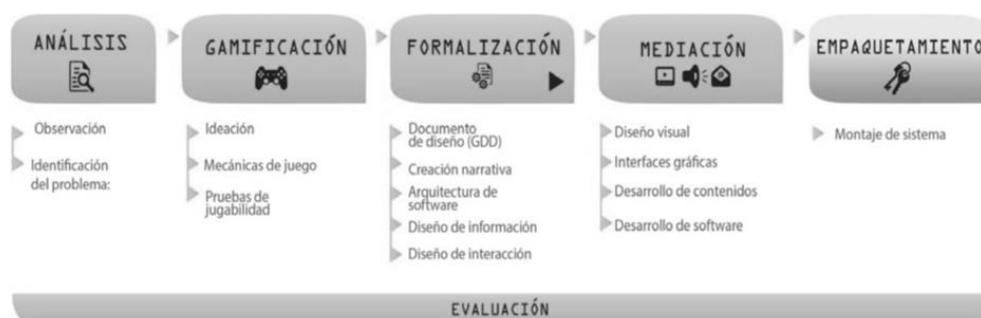 ANÁLISIS
GAMIFICACIÓN
FORMALIZACIÓN
MEDIACIÓN
EMPAQUETAMIENTO
Observación
Identificación
del problema:
Ideación
Mecánicas de juego
Pruebas de
jugabilidad
Documento
de diseño (GDD)
Creación narrativa
Arquitectura de
software
Diseño de información
Diseño de interacción
Diseño visual
Interfaces gráficas
Desarrollo de contenidos
Desarrollo de software
Montaje de sistema
EVALUACIÓN